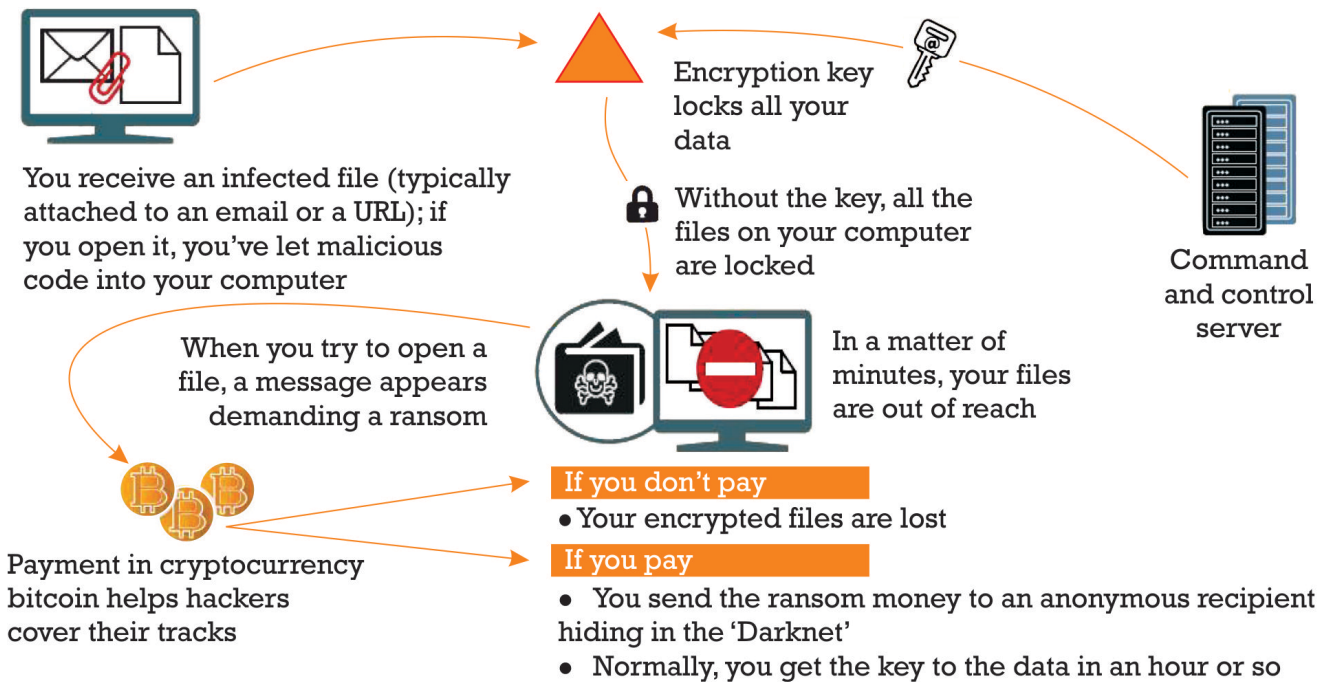 You receive an infected file (typically
attached to an email or a URL); if
you open it, you've let malicious
code into your computer
@
Encryption key
locks all your
data
Without the key, all the
files on your computer
are locked
Command
and control
server
When you try to open a
file, a message appears
demanding a ransom
In a matter of
minutes, your files
are out of reach
Payment in cryptocurrency
bitcoin helps hackers
cover their tracks
If you don't pay
● Your encrypted files are lost
If you pay
● You send the ransom money to an anonymous recipient
hiding in the ‘Darknet’
● Normally, you get the key to the data in an hour or so